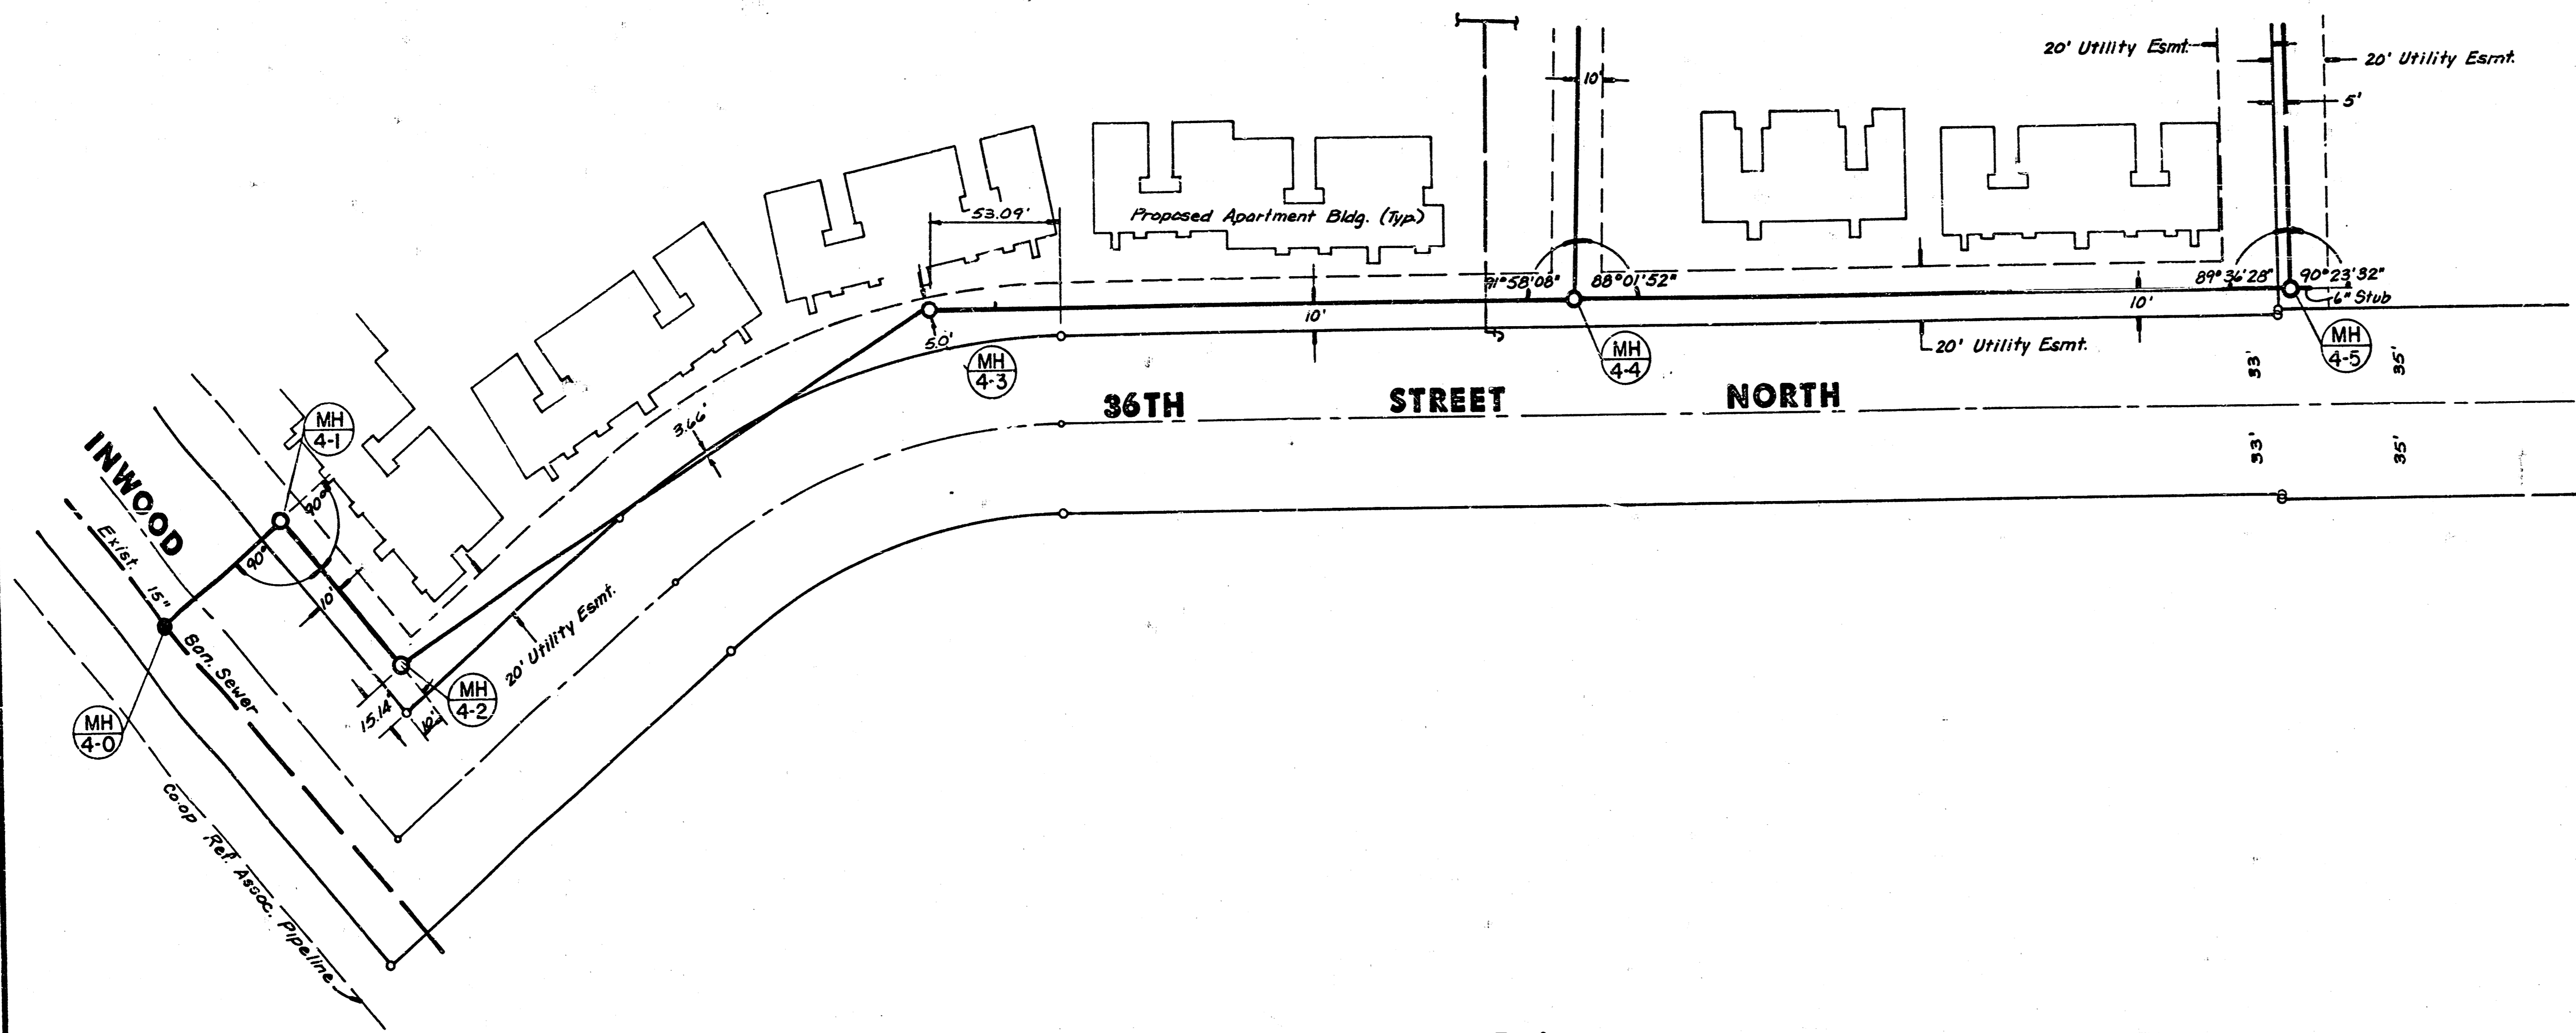 20' Utility Esmt.
20' Utility Esmt.
10'
5'
53.09'
Proposed Apartment Bldg. (Typ.)
91°58'08"
88°01'52"
89°36'28"
90°23'32"
6" Stub
10'
10'
5.0'
20' Utility Esmt.
MH
4-3
MH
4-4
MH
4-5
33'
35'
36TH STREET NORTH
3.66'
MH
4-1
INWOOD
33'
35'
90°
90°
Exist. 15" San. Sewer
10'
20' Utility Esmt.
MH
4-2
15.14'
10'
MH
4-0
Co-op Ref. Assoc. Pipeline